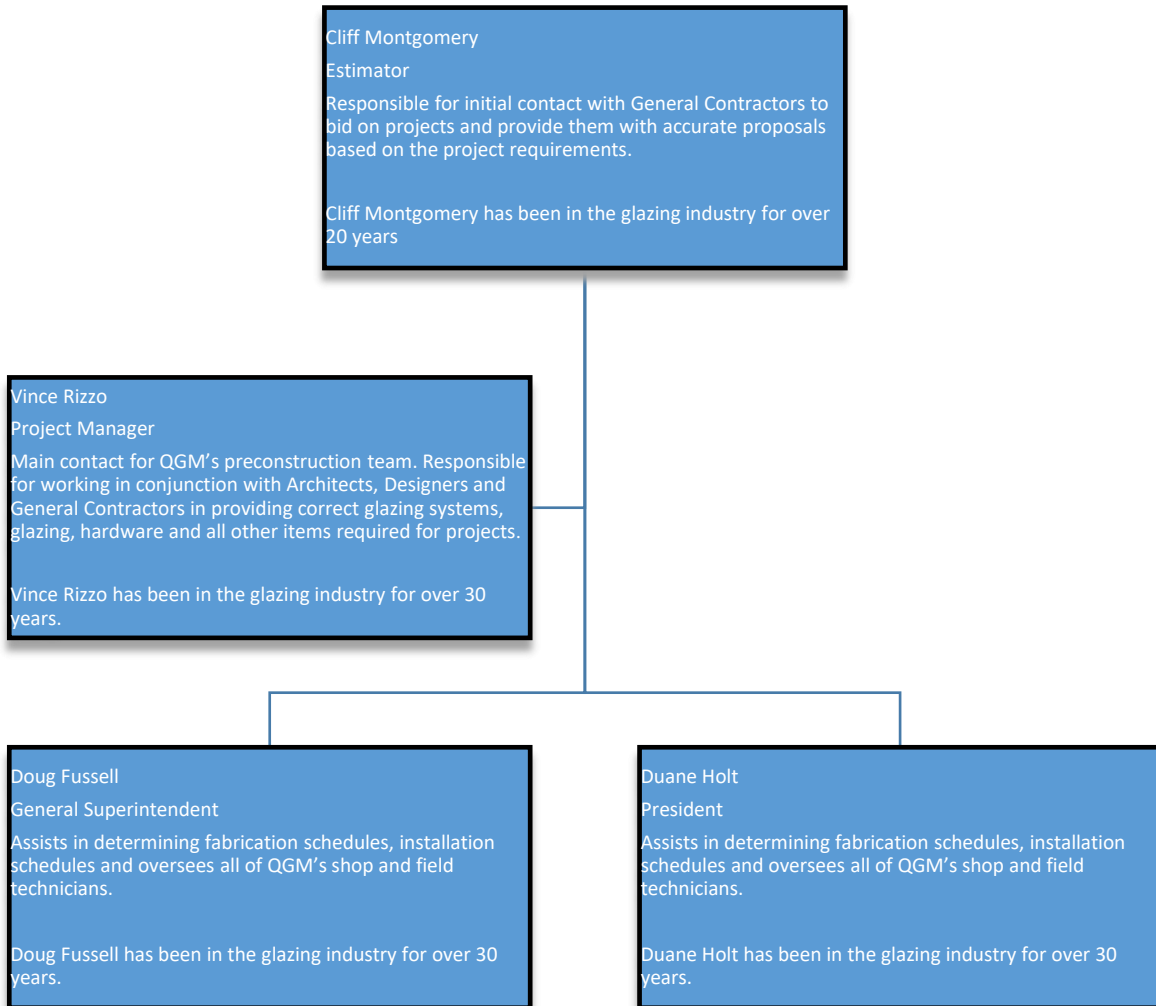 Cliff Montgomery
Estimator
Responsible for initial contact with General Contractors to
bid on projects and provide them with accurate proposals
based on the project requirements.
Cliff Montgomery has been in the glazing industry for over
20 years
Vince Rizzo
Project Manager
Main contact for QGM’s preconstruction team. Responsible
for working in conjunction with Architects, Designers and
General Contractors in providing correct glazing systems,
glazing, hardware and all other items required for projects.
Vince Rizzo has been in the glazing industry for over 30
years.
Doug Fussell
General Superintendent
Assists in determining fabrication schedules, installation
schedules and oversees all of QGM’s shop and field
technicians.
Doug Fussell has been in the glazing industry for over 30
years.
Duane Holt
President
Assists in determining fabrication schedules, installation
schedules and oversees all of QGM’s shop and field
technicians.
Duane Holt has been in the glazing industry for over 30
years.